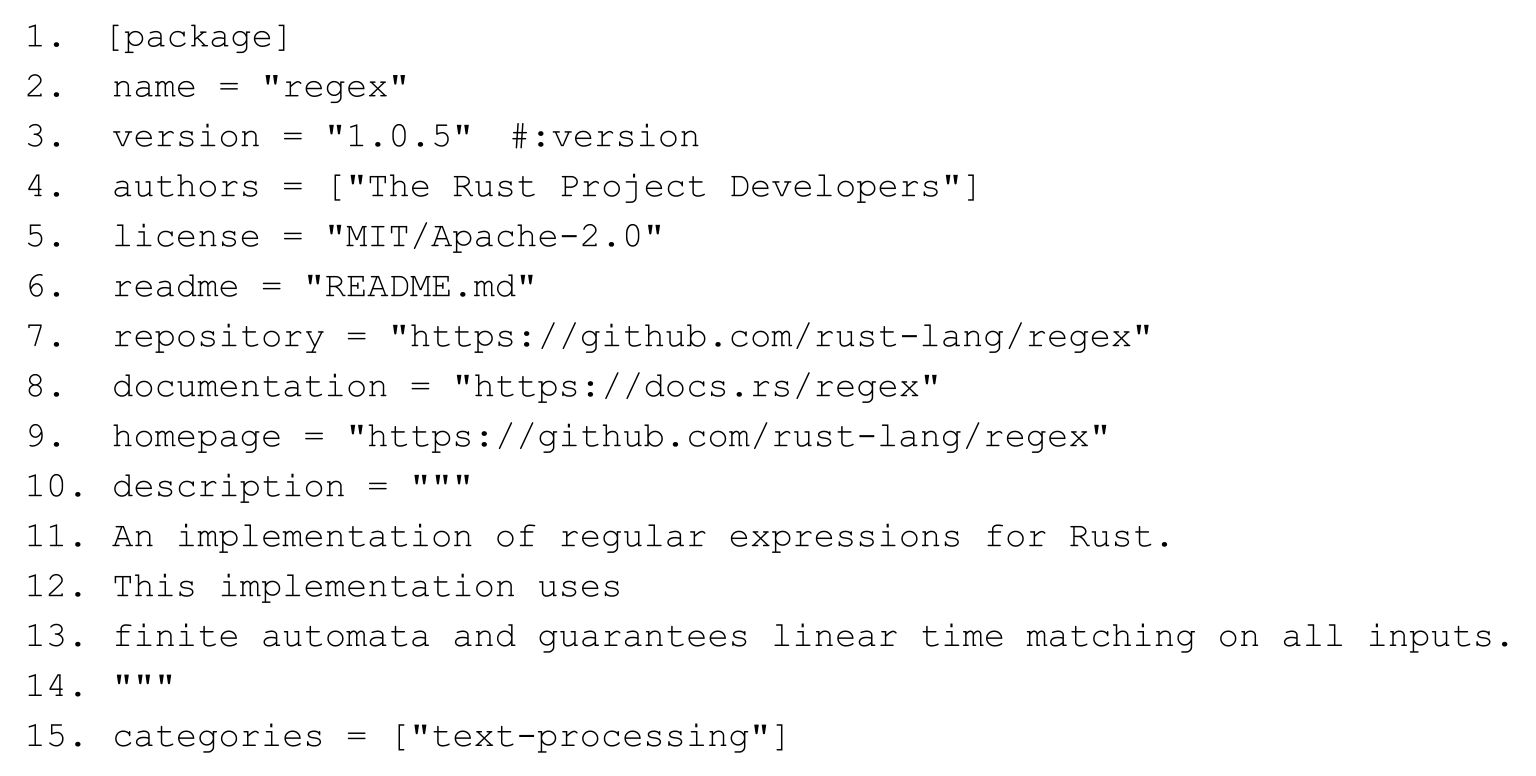 1. [package]
2. name = "regex"
3. version = "1.0.5" #:version
4. authors = ["The Rust Project Developers"]
5. license = "MIT/Apache-2.0"
6. readme = "README.md"
7. repository = "https://github.com/rust-lang/regex"
8. documentation = "https://docs.rs/regex"
9. homepage = "https://github.com/rust-lang/regex"
10. description = """
11. An implementation of regular expressions for Rust.
12. This implementation uses
13. finite automata and guarantees linear time matching on all inputs.
14. """
15. categories = ["text-processing"]